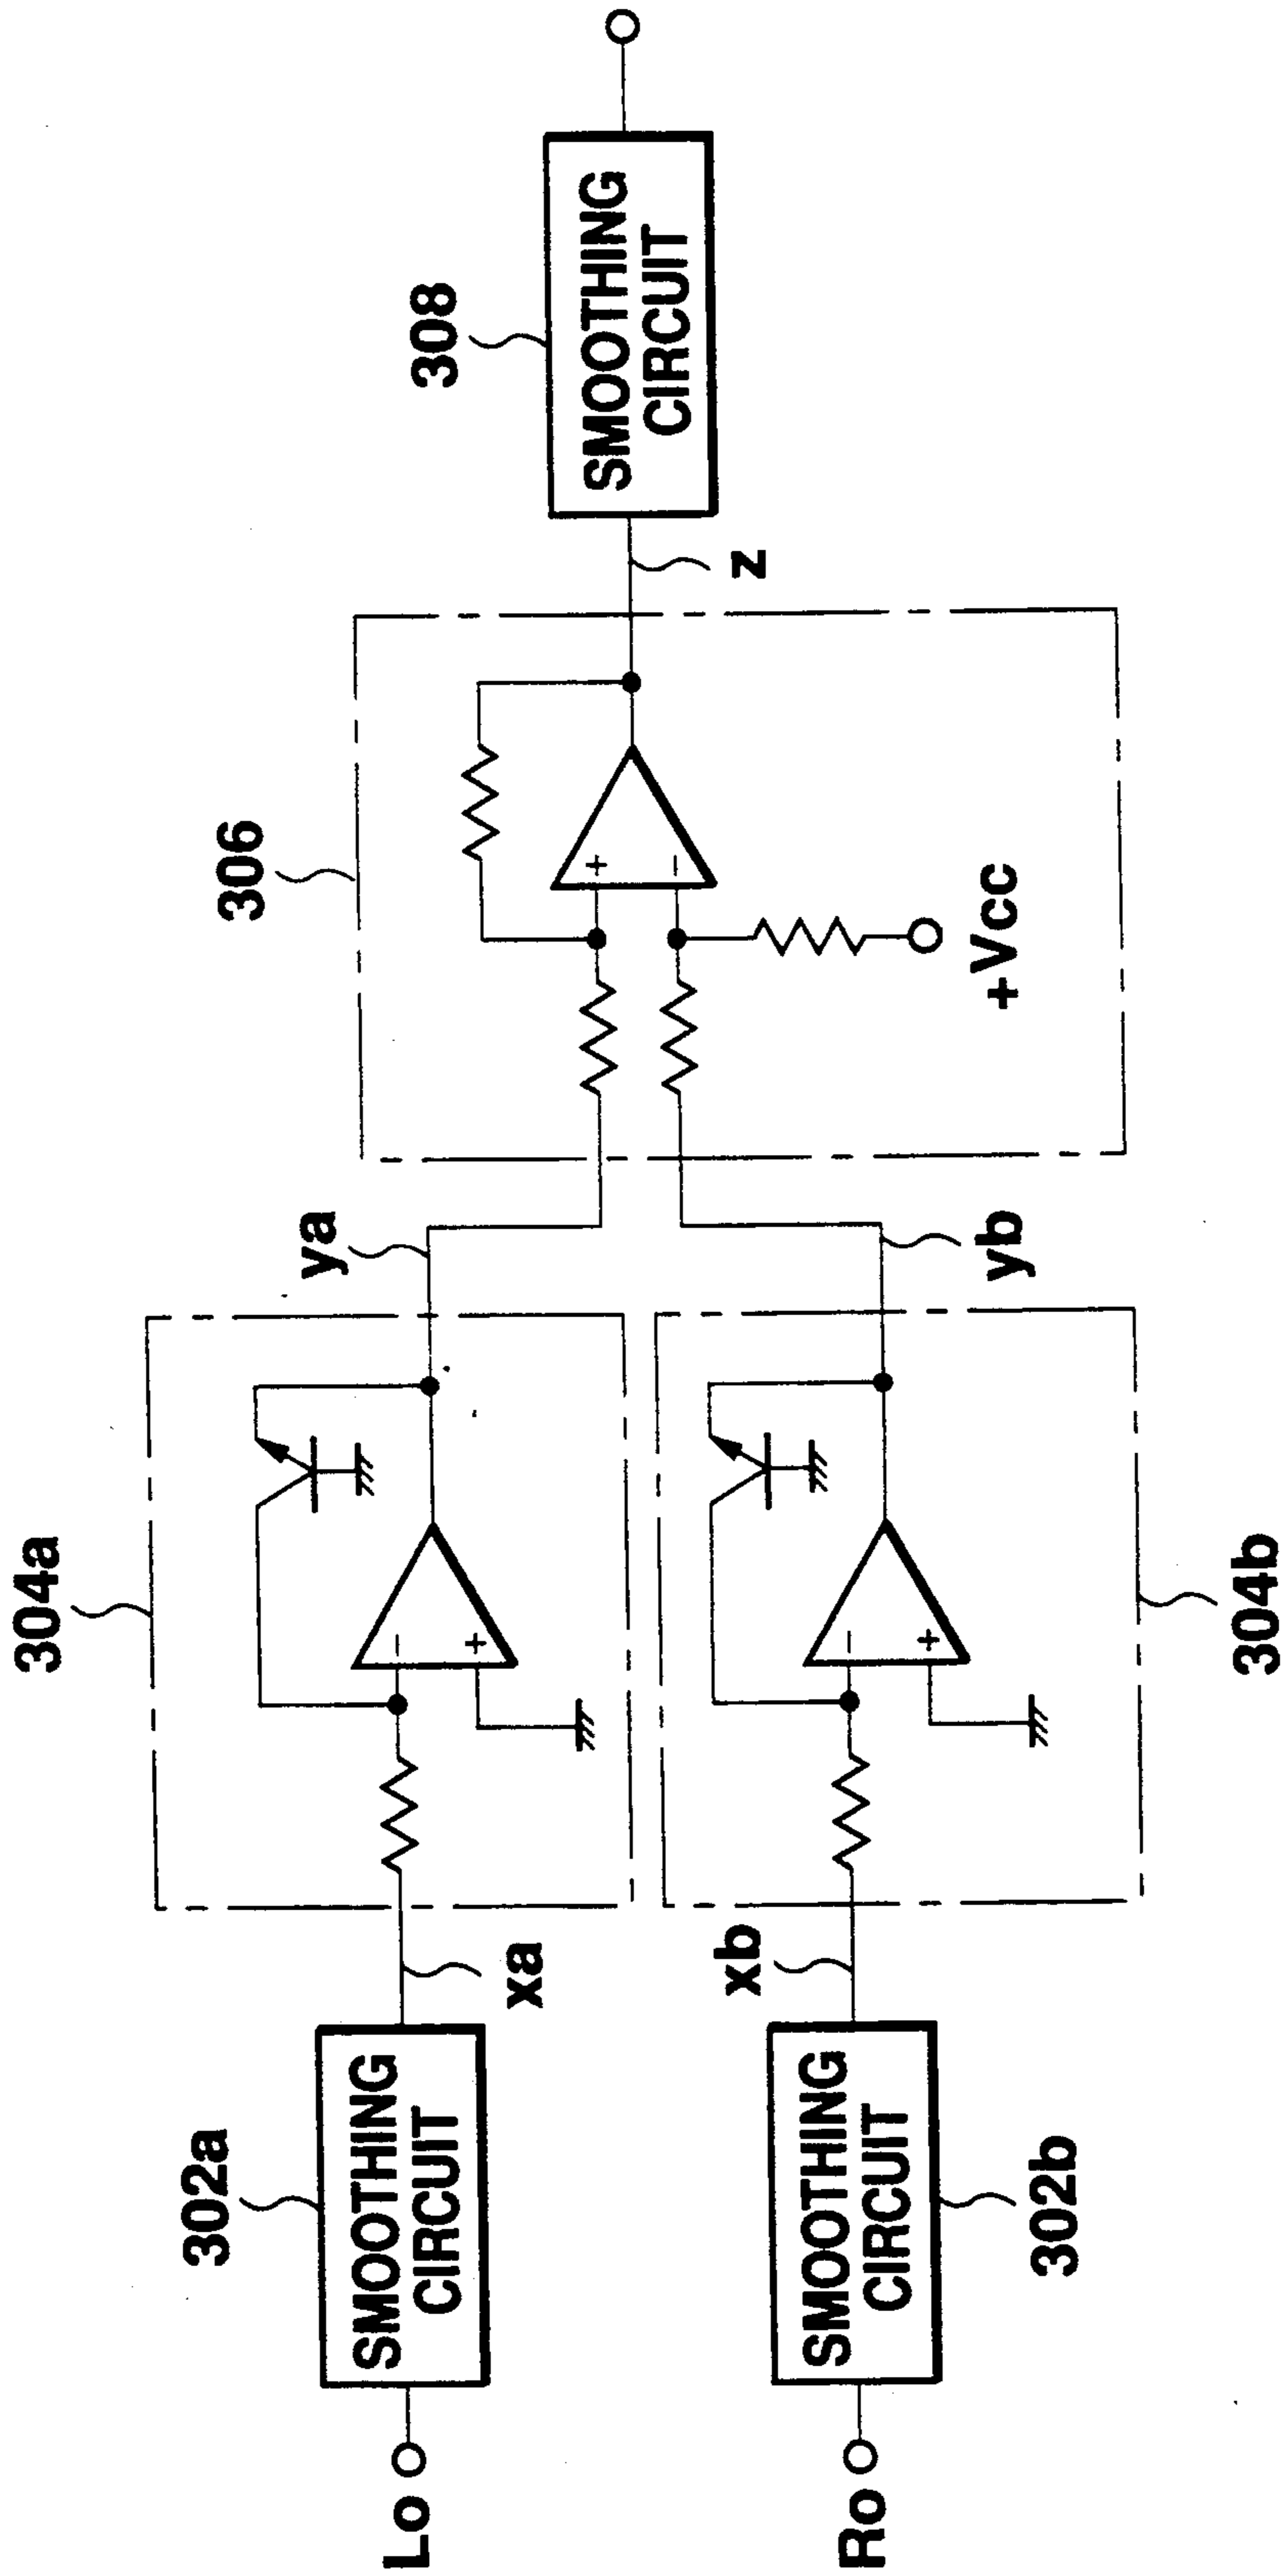 Lo
SMOOTHING
CIRCUIT
302a
xa
304a
−
+
ya
Ro
SMOOTHING
CIRCUIT
302b
xb
304b
−
+
yb
306
+
−
+Vcc
z
308
SMOOTHING
CIRCUIT